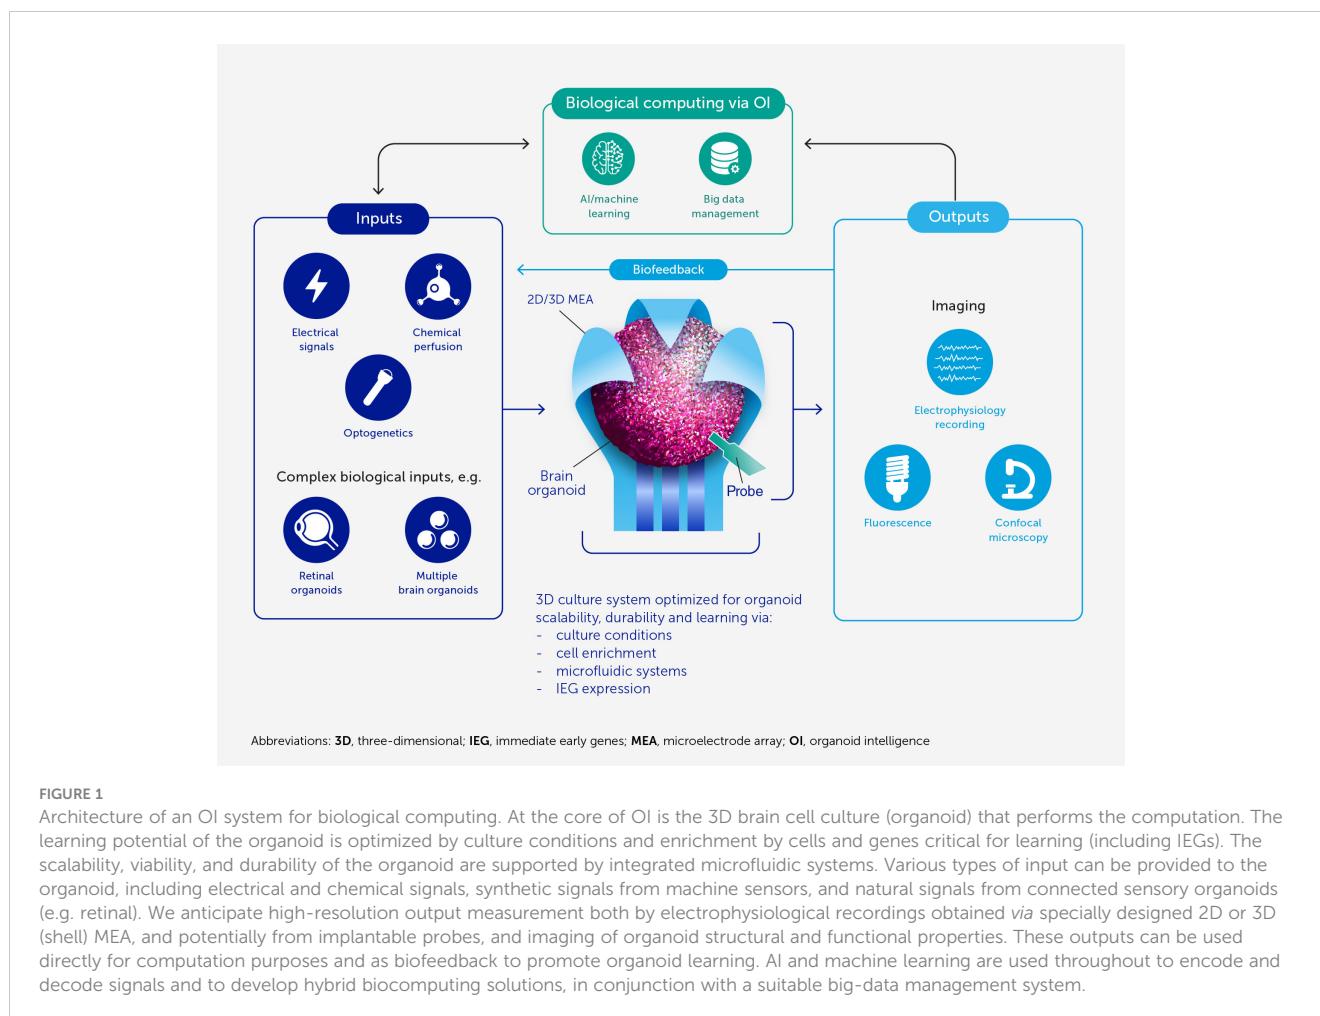 Biological computing via OI
AI/machine
learning
Big data
management
Inputs
Outputs
Electrical
signals
Chemical
perfusion
Optogenetics
Complex biological inputs, e.g.
Retinal
organoids
Multiple
brain organoids
Biofeedback
2D/3D MEA
Brain
organoid
Probe
Imaging
Electrophysiology
recording
Fluorescence
Confocal
microscopy
3D culture system optimized for organoid
scalability, durability and learning via:
- culture conditions
- cell enrichment
- microfluidic systems
- IEG expression
Abbreviations: 3D, three-dimensional; IEG, immediate early genes; MEA, microelectrode array; OI, organoid intelligence
FIGURE 1
Architecture of an OI system for biological computing. At the core of OI is the 3D brain cell culture (organoid) that performs the computation. The
learning potential of the organoid is optimized by culture conditions and enrichment by cells and genes critical for learning (including IEGs). The
scalability, viability, and durability of the organoid are supported by integrated microfluidic systems. Various types of input can be provided to the
organoid, including electrical and chemical signals, synthetic signals from machine sensors, and natural signals from connected sensory organoids
(e.g. retinal). We anticipate high-resolution output measurement both by electrophysiological recordings obtained via specially designed 2D or 3D
(shell) MEA, and potentially from implantable probes, and imaging of organoid structural and functional properties. These outputs can be used
directly for computation purposes and as biofeedback to promote organoid learning. AI and machine learning are used throughout to encode and
decode signals and to develop hybrid biocomputing solutions, in conjunction with a suitable big-data management system.